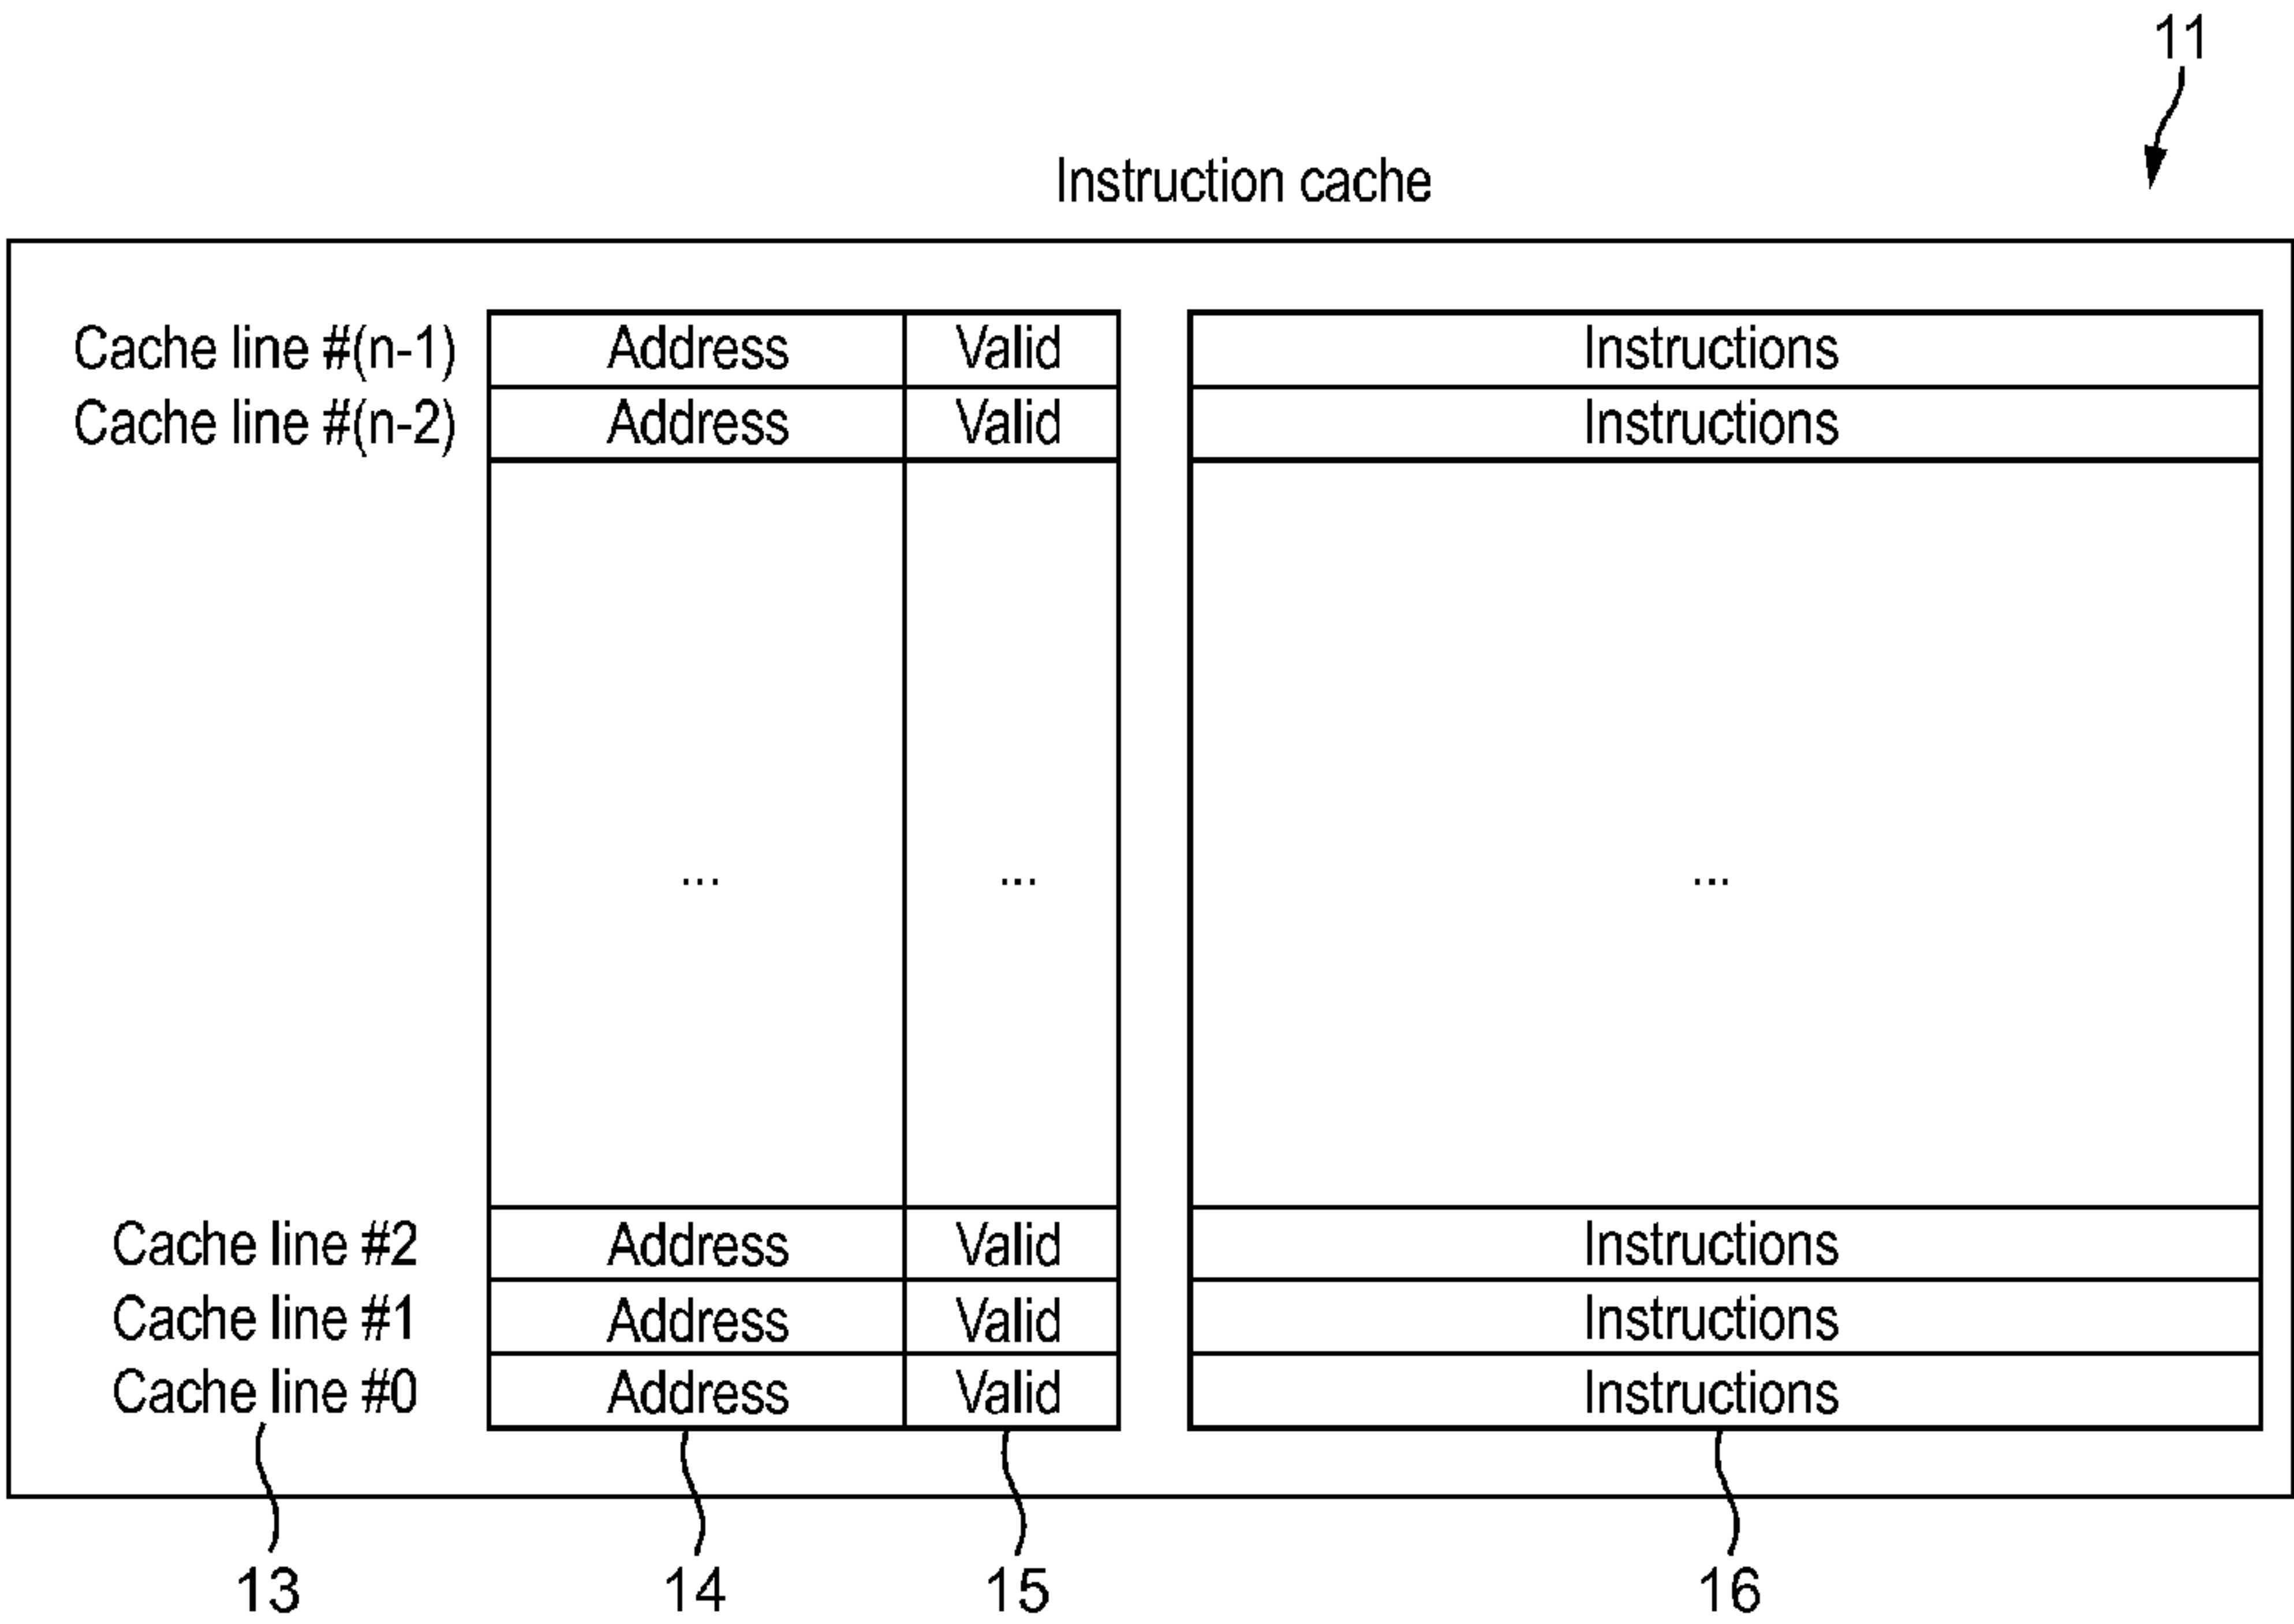 11
Instruction cache
Cache line #(n-1) Address Valid Instructions
Cache line #(n-2) Address Valid Instructions
... ... ...
Cache line #2 Address Valid Instructions
Cache line #1 Address Valid Instructions
Cache line #0 Address Valid Instructions
13 14 15 16